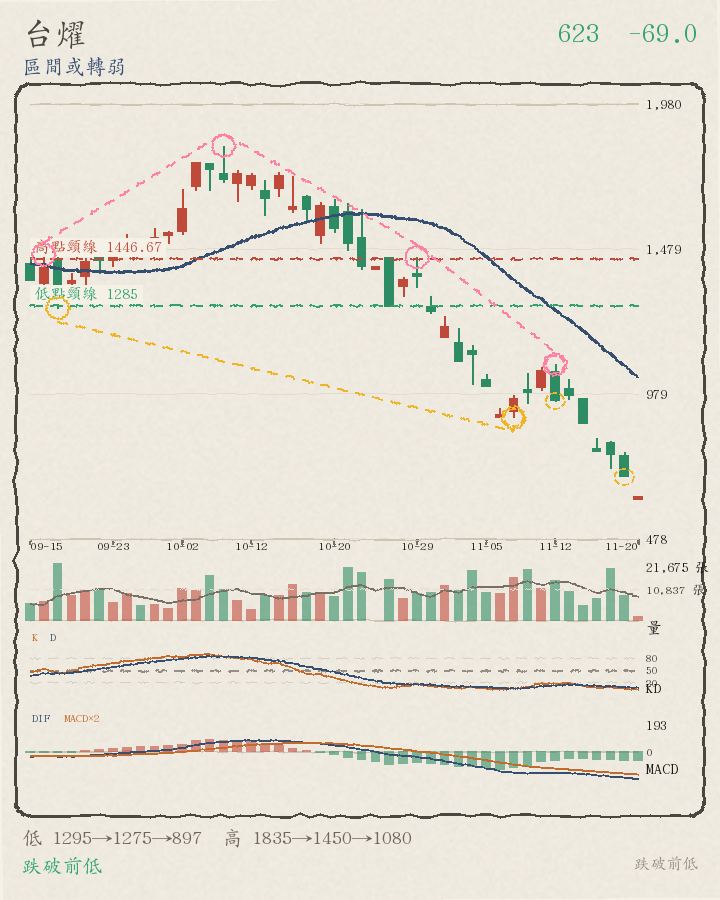 台燿
623 -69.0
區間或轉弱
1,980
高點頸線 1446.67
1,479
低點頸線 1285
979
478
09-15 09-23 10-02 10-12 10-20 10-29 11-05 11-12 11-20
21,675 張
10,837 張
量
K D
80
50
20
KD
DIF MACD×2
193
0
MACD
低 1295→1275→897 高 1835→1450→1080
跌破前低
跌破前低